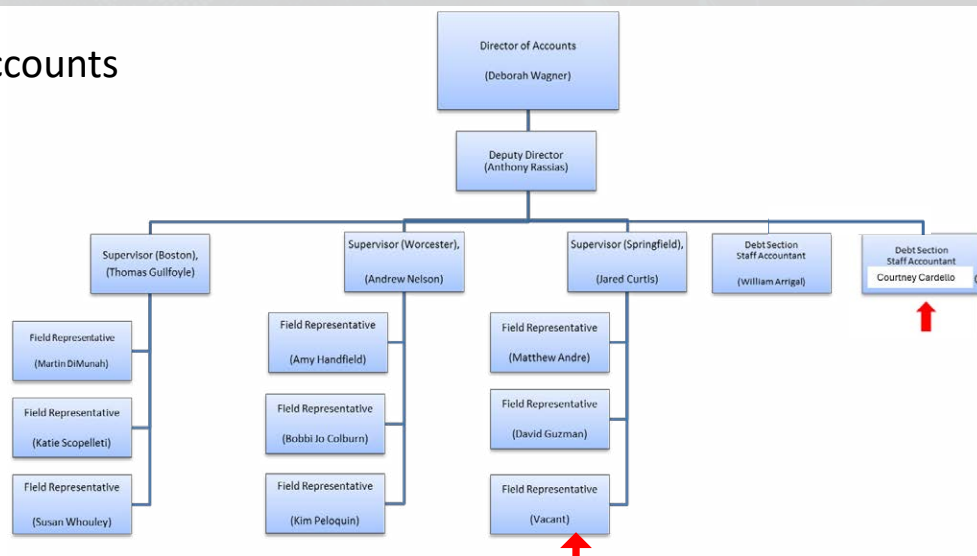 ccounts
Director of Accounts
(Deborah Wagner)
Deputy Director
(Anthony Rassias)
Supervisor (Boston),
(Thomas Guilfoyle)
Supervisor (Worcester),
(Andrew Nelson)
Supervisor (Springfield),
(Jared Curtis)
Debt Section
Staff Accountant
(William Arrigal)
Debt Section
Staff Accountant
Courtney Cardello (
Field Representative
(Martin DiMunah)
Field Representative
(Katie Scopelleti)
Field Representative
(Susan Whouley)
Field Representative
(Amy Handfield)
Field Representative
(Bobbi Jo Colburn)
Field Representative
(Kim Peloquin)
Field Representative
(Matthew Andre)
Field Representative
(David Guzman)
Field Representative
(Vacant)